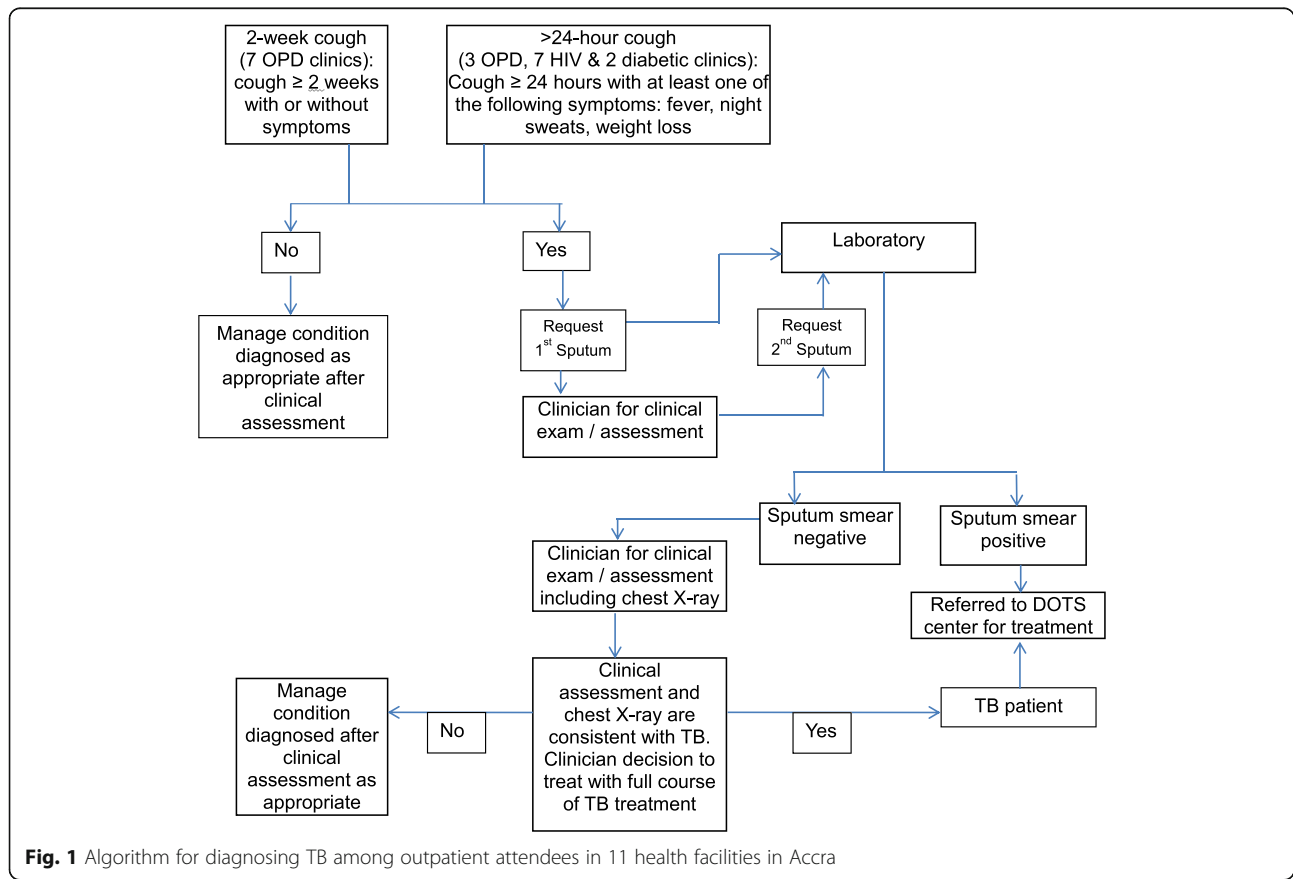 2-week cough
(7 OPD clinics):
cough ≥ 2 weeks
with or without
symptoms
>24-hour cough
(3 OPD, 7 HIV & 2 diabetic clinics):
Cough ≥ 24 hours with at least one of
the following symptoms: fever, night
sweats, weight loss
No
Yes
Laboratory
Manage condition
diagnosed as
appropriate after
clinical
assessment
Request
1st Sputum
Request
2nd Sputum
Clinician for clinical
exam / assessment
Sputum smear
negative
Sputum smear
positive
Clinician for clinical
exam / assessment
including chest X-ray
Referred to DOTS
center for treatment
Manage
condition
diagnosed after
clinical
assessment as
appropriate
No
Clinical
assessment and
chest X-ray are
consistent with TB.
Clinician decision to
treat with full course
of TB treatment
Yes
TB patient
Fig. 1 Algorithm for diagnosing TB among outpatient attendees in 11 health facilities in Accra